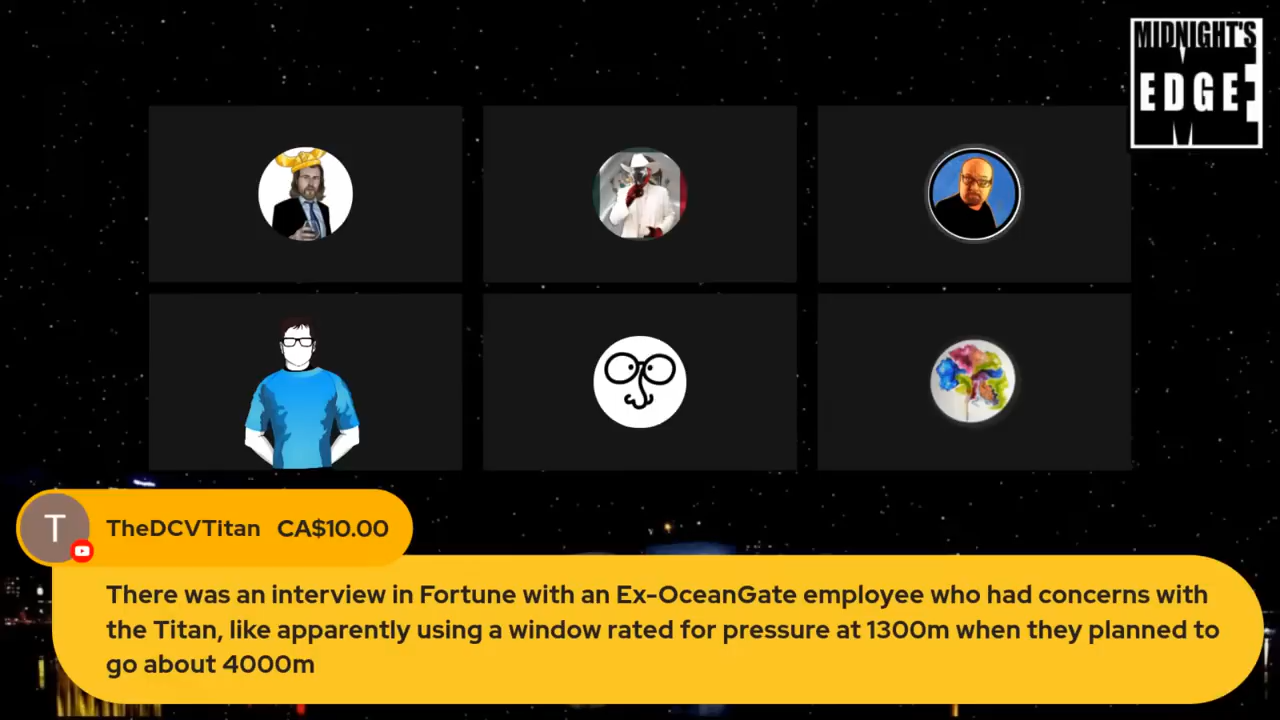 MIDNIGHT'S
EDGE
TheDCVTitan CA$10.00
T
There was an interview in Fortune with an Ex-OceanGate employee who had concerns with
the Titan, like apparently using a window rated for pressure at 1300m when they planned to
go about 4000m